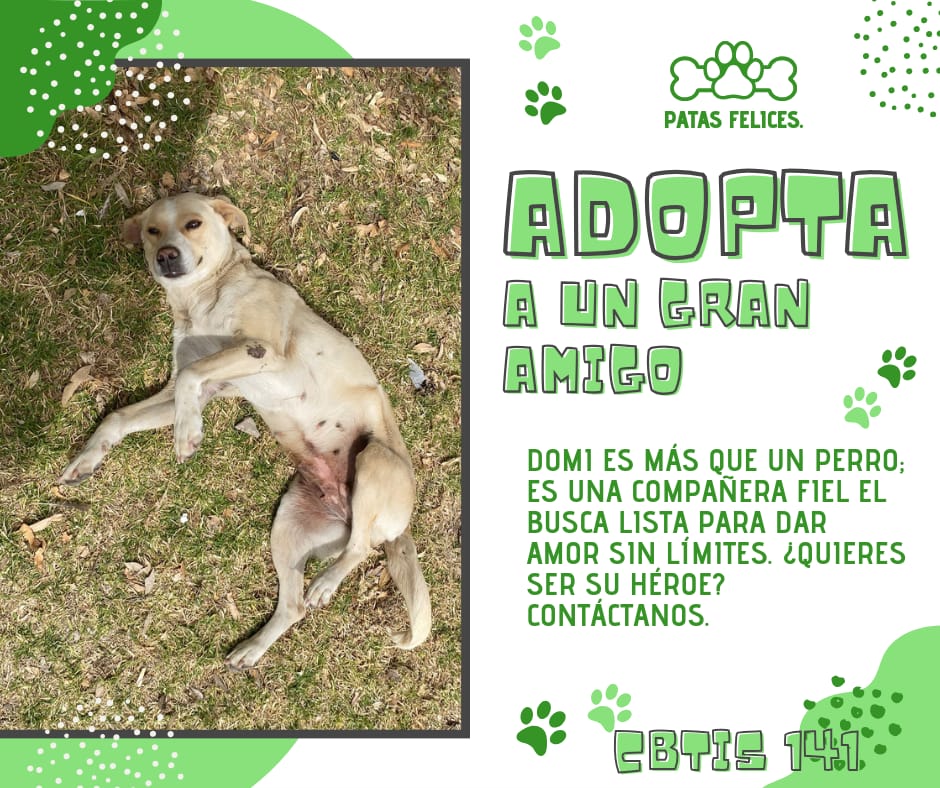 PATAS FELICES.
ADOPTA
A UN GRAN
AMIGO
DOMI ES MÁS QUE UN PERRO;
ES UNA COMPAÑERA FIEL EL
BUSCA LISTA PARA DAR
AMOR SIN LÍMITES. ¿QUIERES
SER SU HÉROE?
CONTÁCTANOS.
CBTIS 141